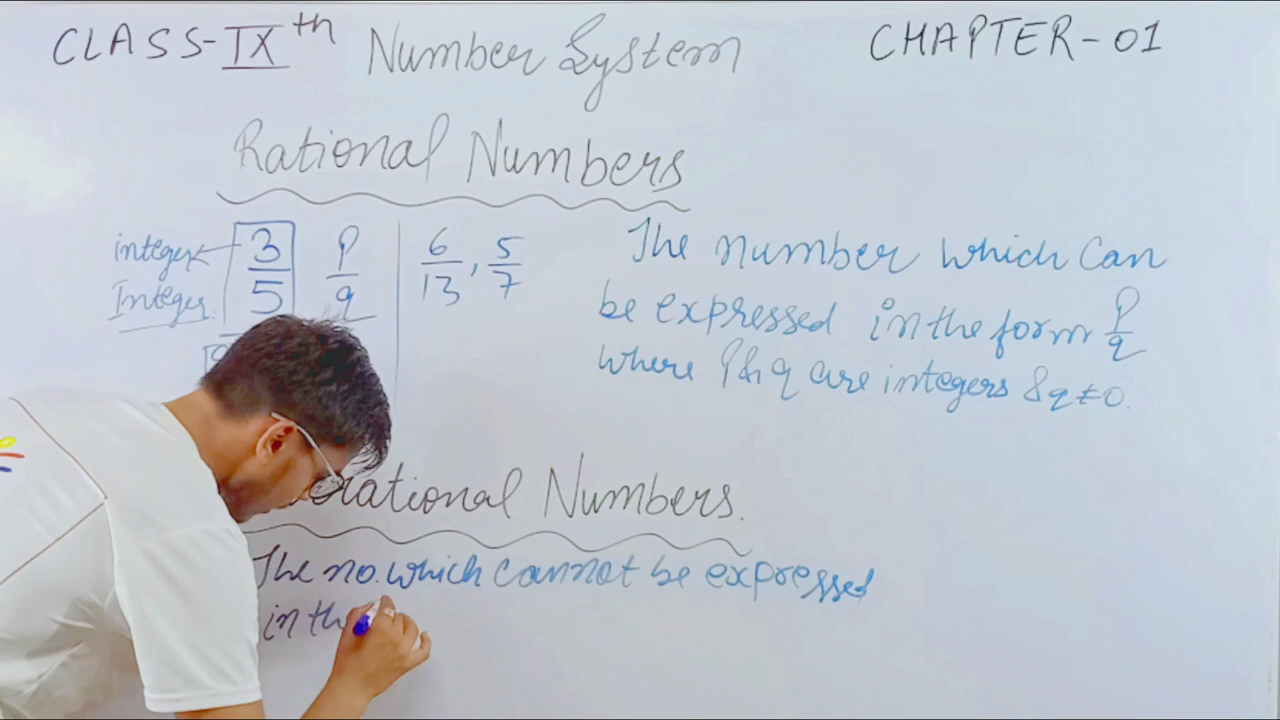 CLASS-IXth Number System CHAPTER-01
Rational Numbers
integer 3/5 p/q 6/13, 5/7
Integer
The number which can
be expressed in the form p/q
where p & q are integers & q≠0.
rational Numbers.
The no. which cannot be expressed
in th